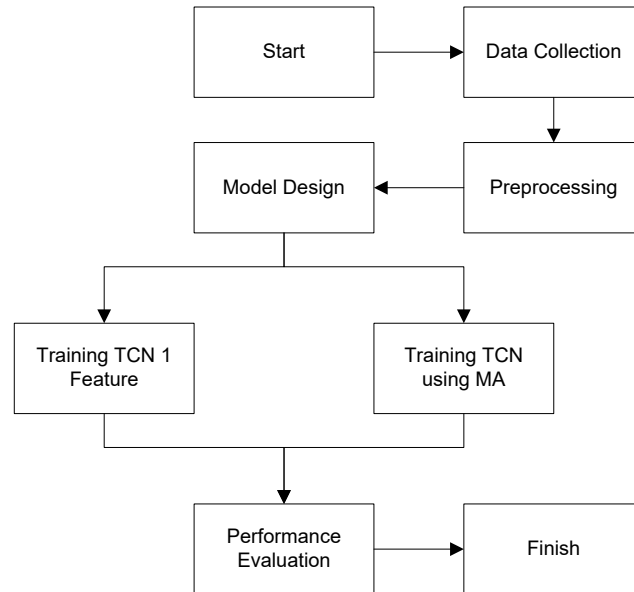 Start
Data Collection
Model Design
Preprocessing
Training TCN 1
Feature
Training TCN
using MA
Performance
Evaluation
Finish